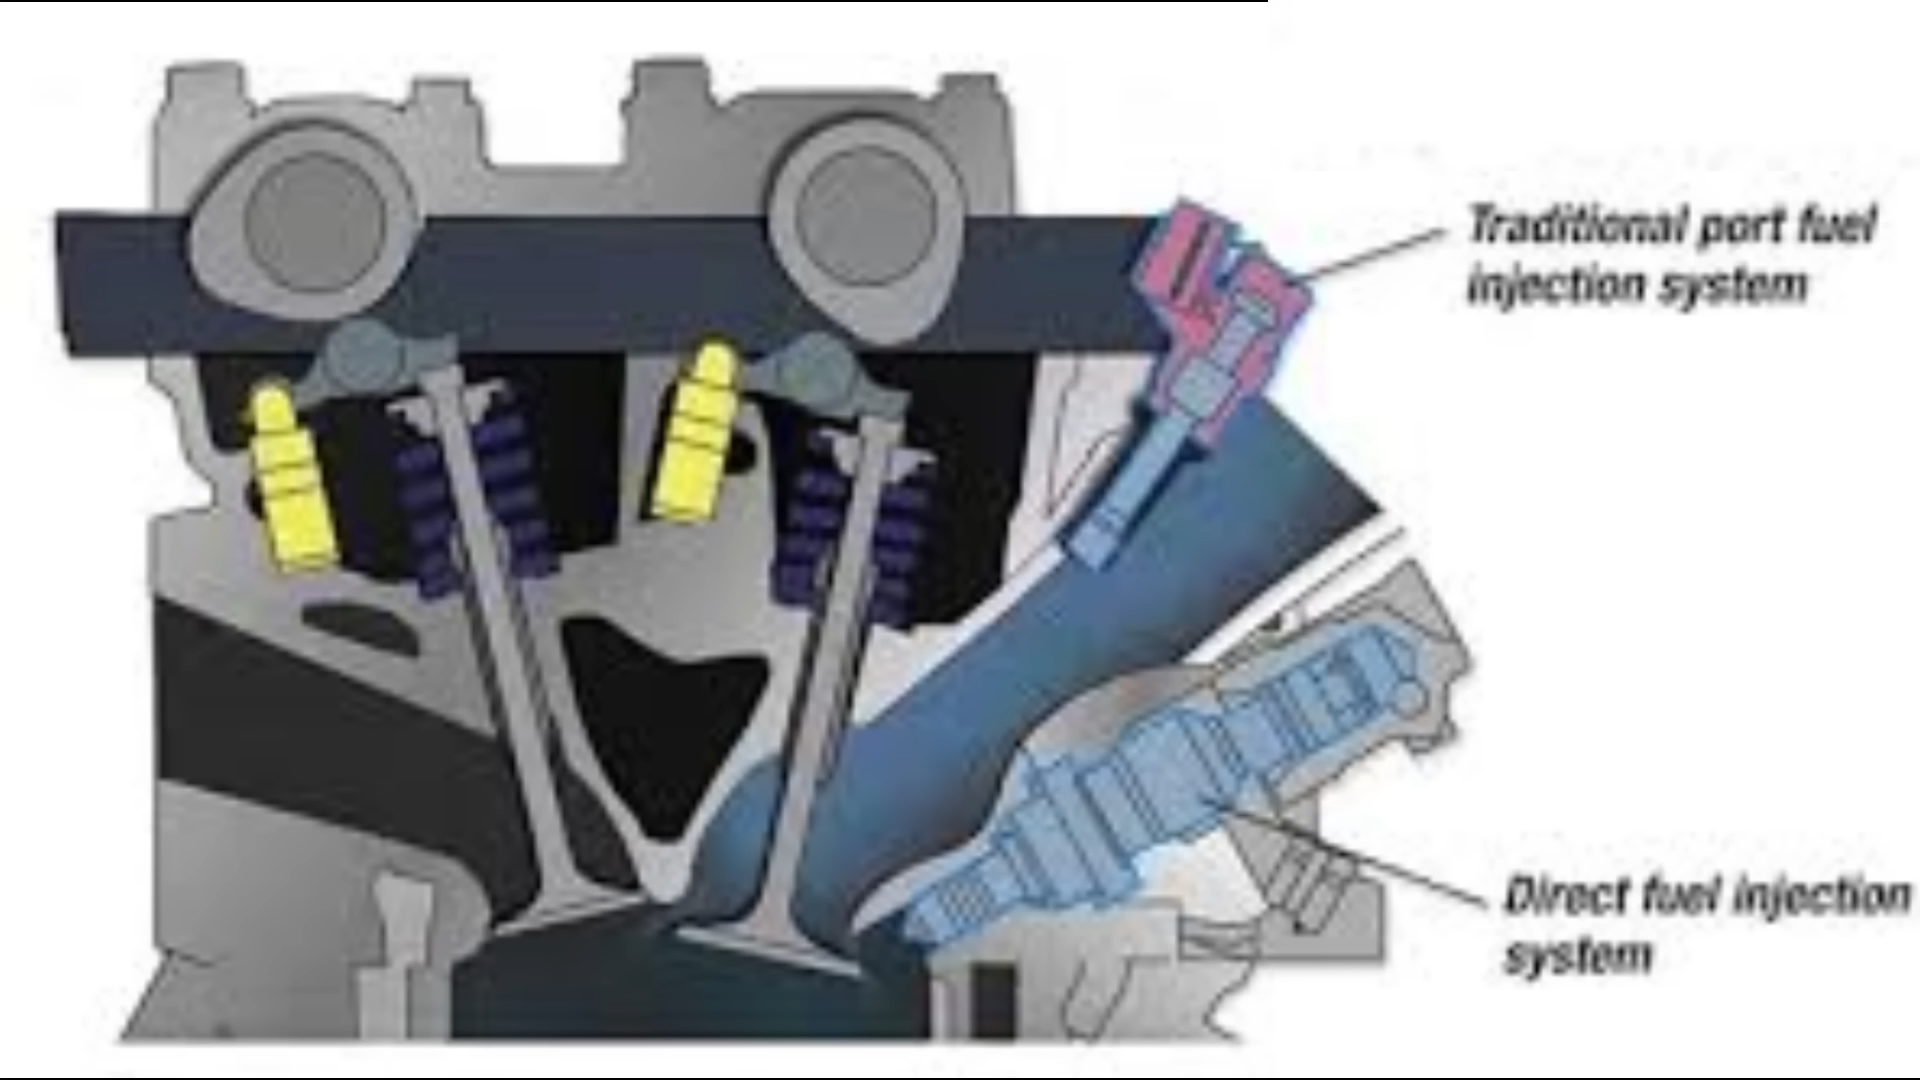 Traditional port fuel
injection system
Direct fuel injection
system